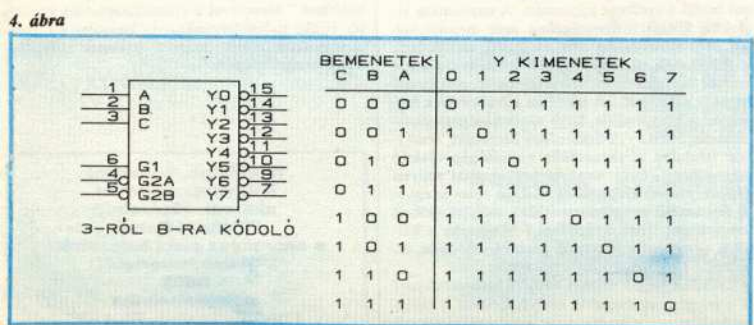 4. ábra
BEMENETEK Y KIMENETEK
C B A 0 1 2 3 4 5 6 7
0 0 0 0 1 1 1 1 1 1 1
0 0 1 1 0 1 1 1 1 1 1
0 1 0 1 1 0 1 1 1 1 1
0 1 1 1 1 1 0 1 1 1 1
1 0 0 1 1 1 1 0 1 1 1
1 0 1 1 1 1 1 1 0 1 1
1 1 0 1 1 1 1 1 1 0 1
1 1 1 1 1 1 1 1 1 1 0
1 A Y0 15
2 B Y1 14
3 C Y2 13
Y3 12
Y4 11
6 G1 Y5 10
4 G2A Y6 9
5 G2B Y7 7
3-RÓL 8-RA KÓDOLÓ